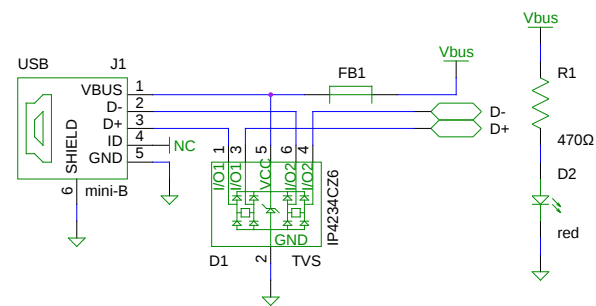 Vbus
USB
J1
VBUS 1
D- 2
D+ 3
ID 4
GND 5
SHIELD
6
mini-B
NC
FB1
Vbus
D-
D+
1 3 5 6 4
I/O1 I/O1 VCC I/O2 I/O2
GND
IP4234CZ6
D1
2
TVS
R1
470Ω
D2
red